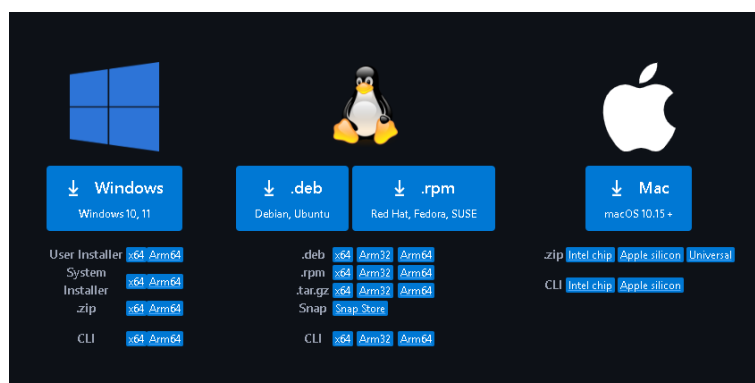 Windows
Windows 10, 11
User Installer x64 Arm64
System
Installer x64 Arm64
.zip x64 Arm64
CLI x64 Arm64
.deb
Debian, Ubuntu
.rpm
Red Hat, Fedora, SUSE
.deb x64 Arm32 Arm64
.rpm x64 Arm32 Arm64
.tar.gz x64 Arm32 Arm64
Snap Snap Store
CLI x64 Arm32 Arm64
Mac
macOS 10.15+
.zip Intel chip Apple silicon Universal
CLI Intel chip Apple silicon